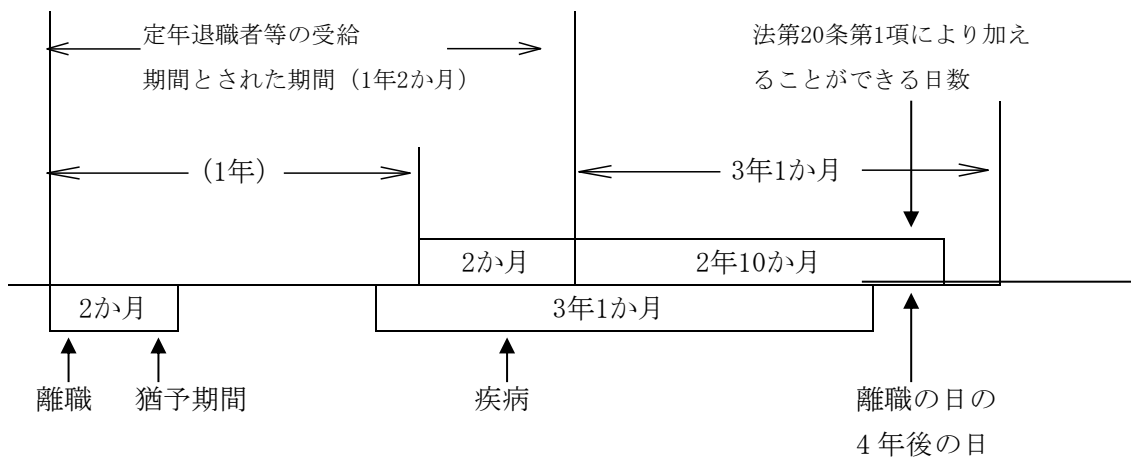 定年退職者等の受給
期間とされた期間（1年2か月）
法第20条第1項により加え
ることができる日数
（1年）
3年1か月
2か月
2年10か月
2か月
3年1か月
離職
猶予期間
疾病
離職の日の
４年後の日